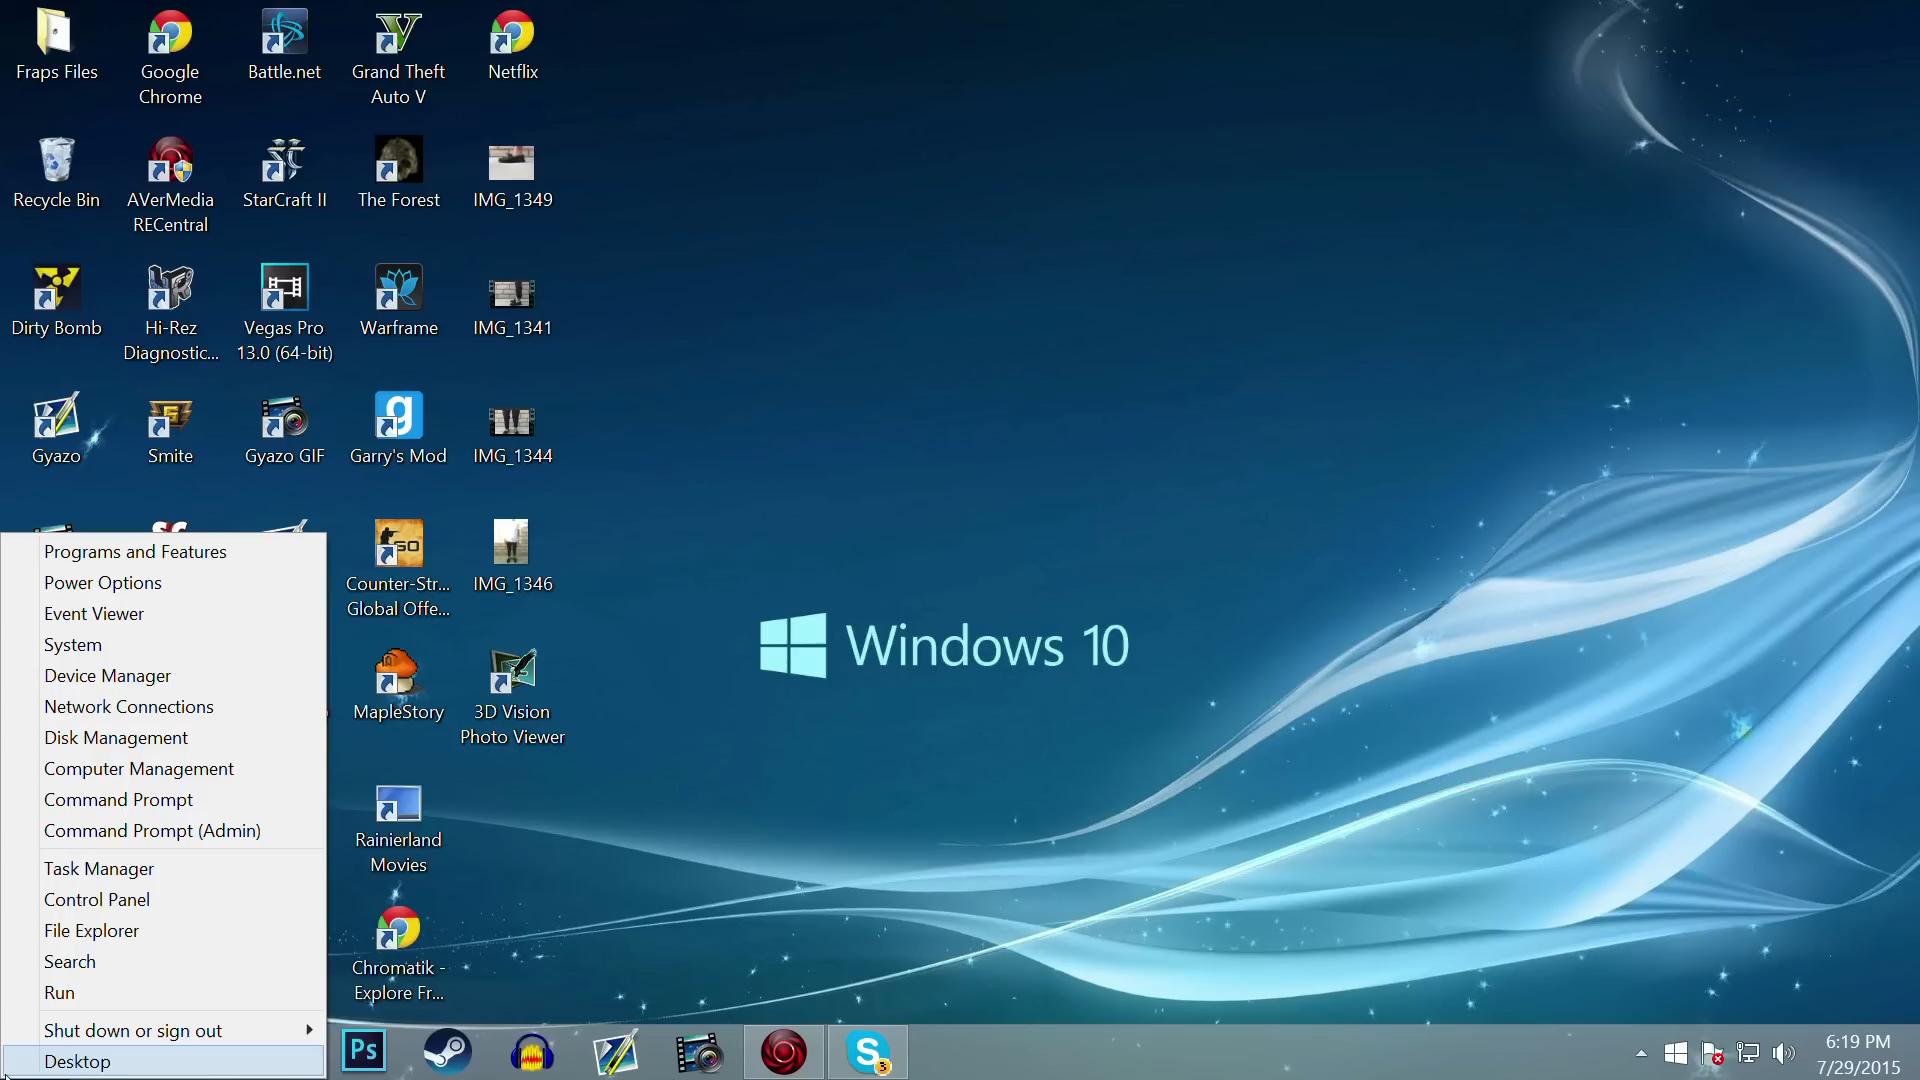 Fraps Files
Google
Chrome
Battle.net
Grand Theft
Auto V
Netflix
Recycle Bin
AVerMedia
RECentral
StarCraft II
The Forest
IMG_1349
Dirty Bomb
Hi-Rez
Diagnostic...
Vegas Pro
13.0 (64-bit)
Warframe
IMG_1341
Gyazo
Smite
Gyazo GIF
Garry's Mod
IMG_1344
Counter-Str...
Global Offe...
IMG_1346
MapleStory
3D Vision
Photo Viewer
Rainierland
Movies
Chromatik -
Explore Fr...
Windows 10
Programs and Features
Power Options
Event Viewer
System
Device Manager
Network Connections
Disk Management
Computer Management
Command Prompt
Command Prompt (Admin)
Task Manager
Control Panel
File Explorer
Search
Run
Shut down or sign out
Desktop
Ps
S
3
6:19 PM
7/29/2015